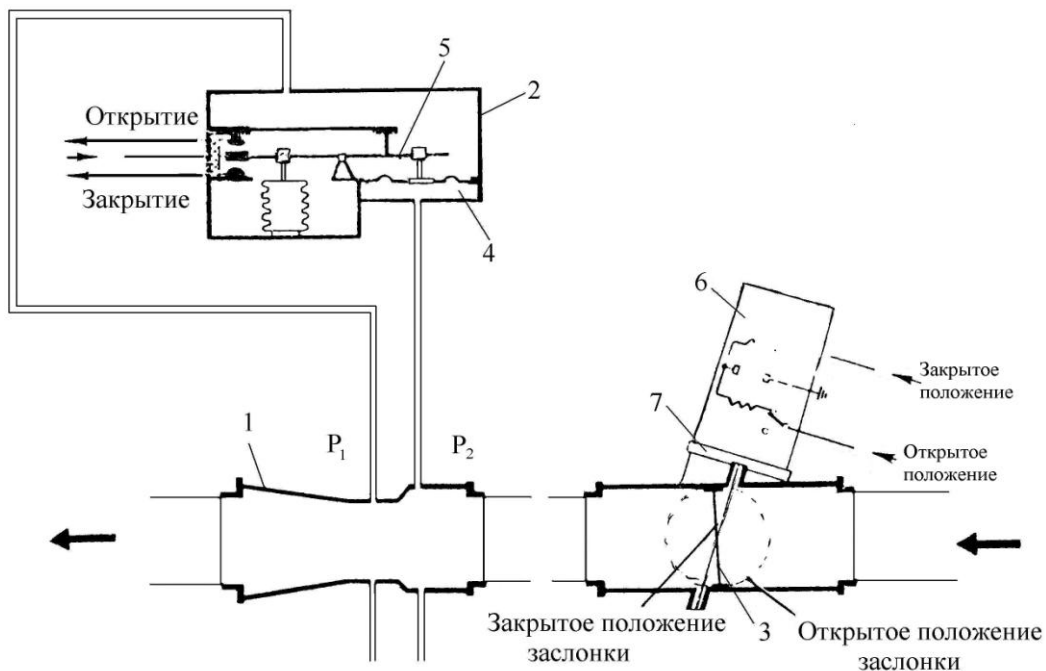 5
2
Открытие
Закрытие
4
6
Закрытое
положение
7
1
P₁
P₂
Открытое
положение
Закрытое положение
заслонки
3
Открытое положение
заслонки